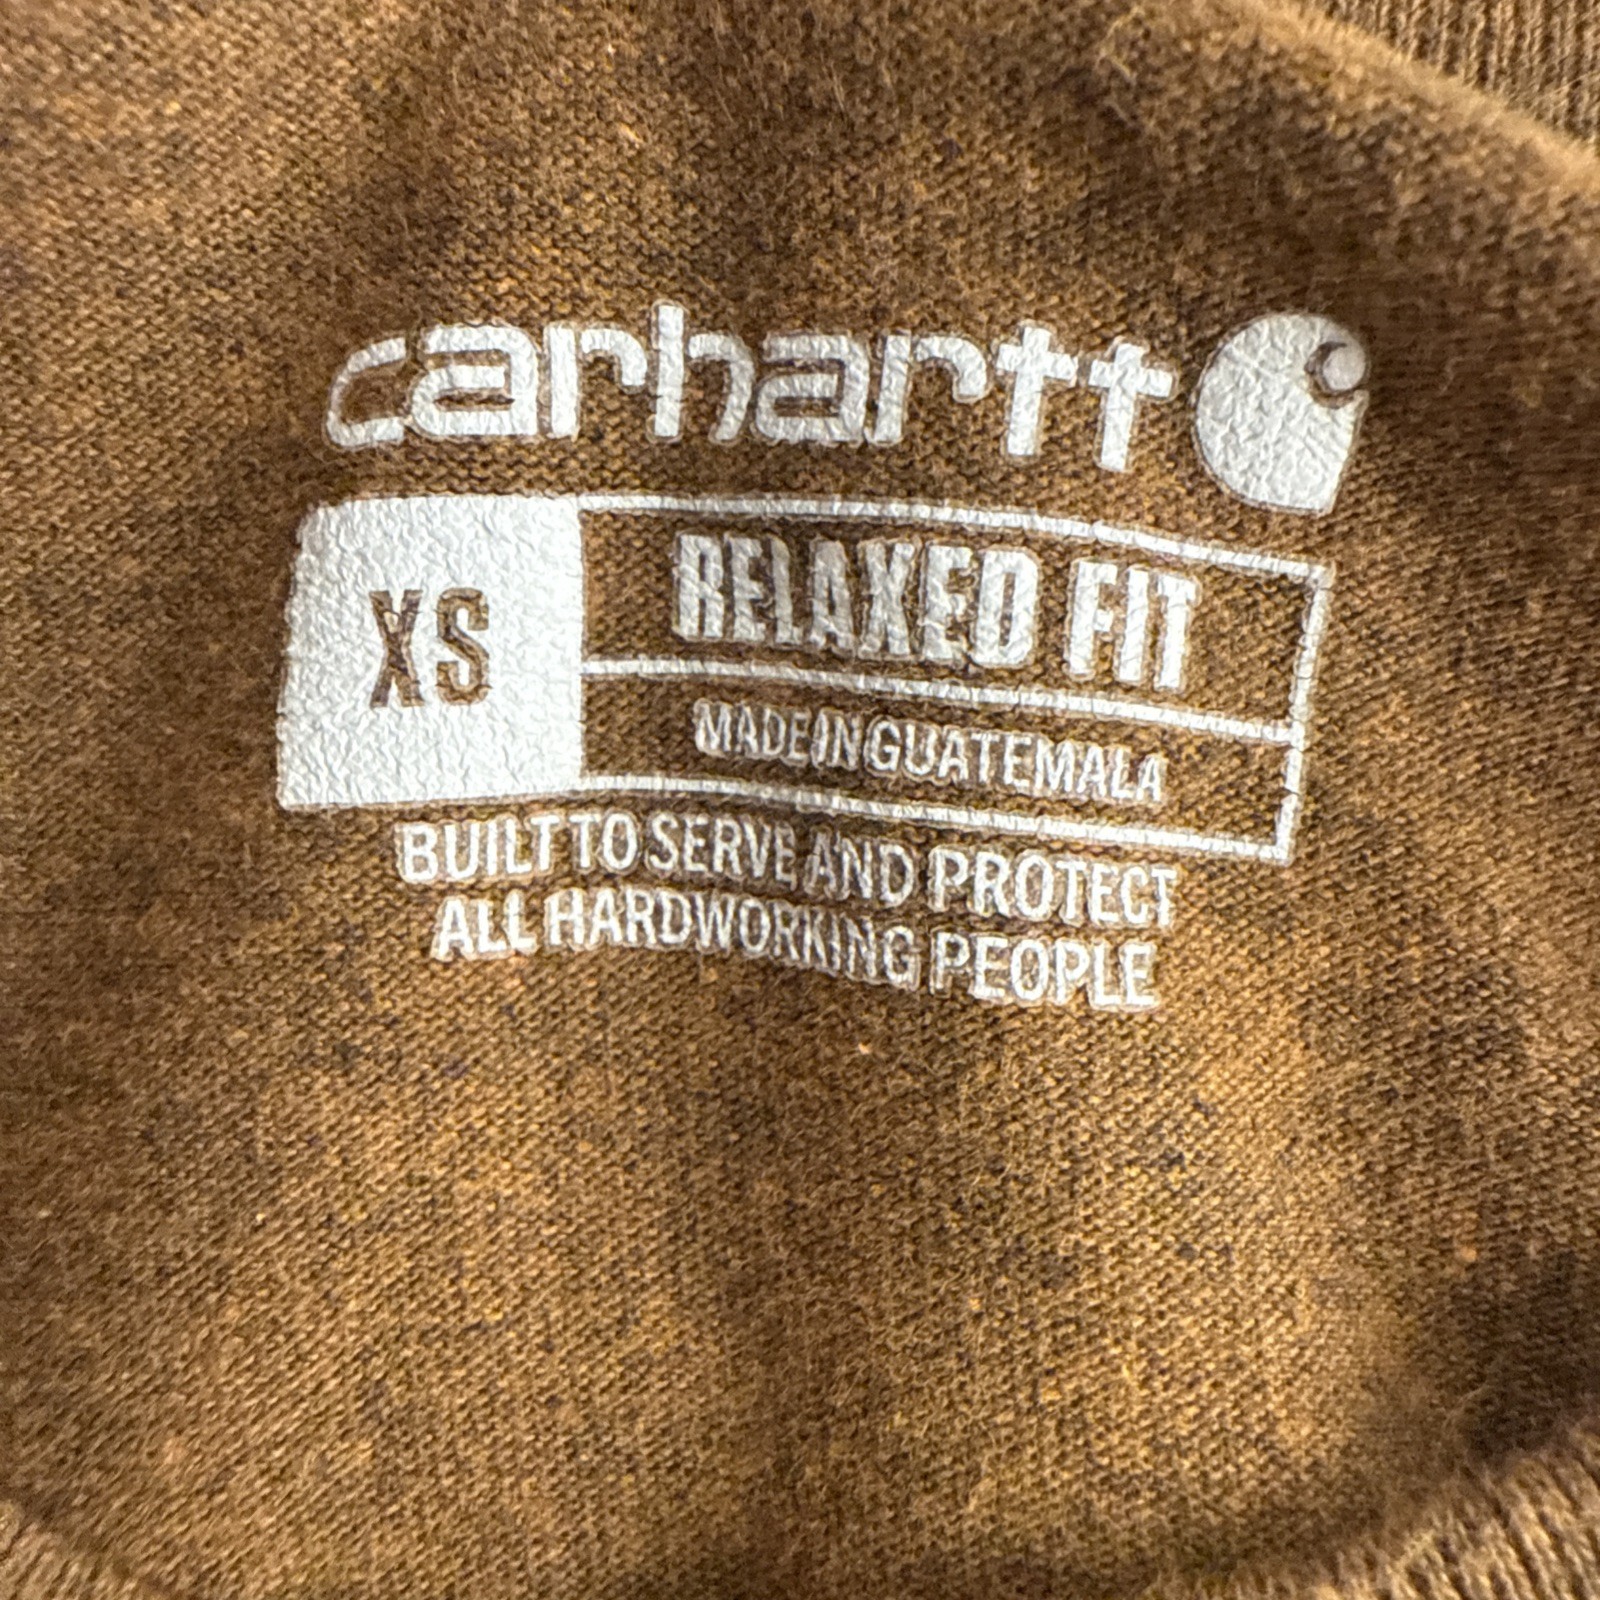 carhartt
XS
RELAXED FIT
MADE IN GUATEMALA
BUILT TO SERVE AND PROTECT
ALL HARDWORKING PEOPLE